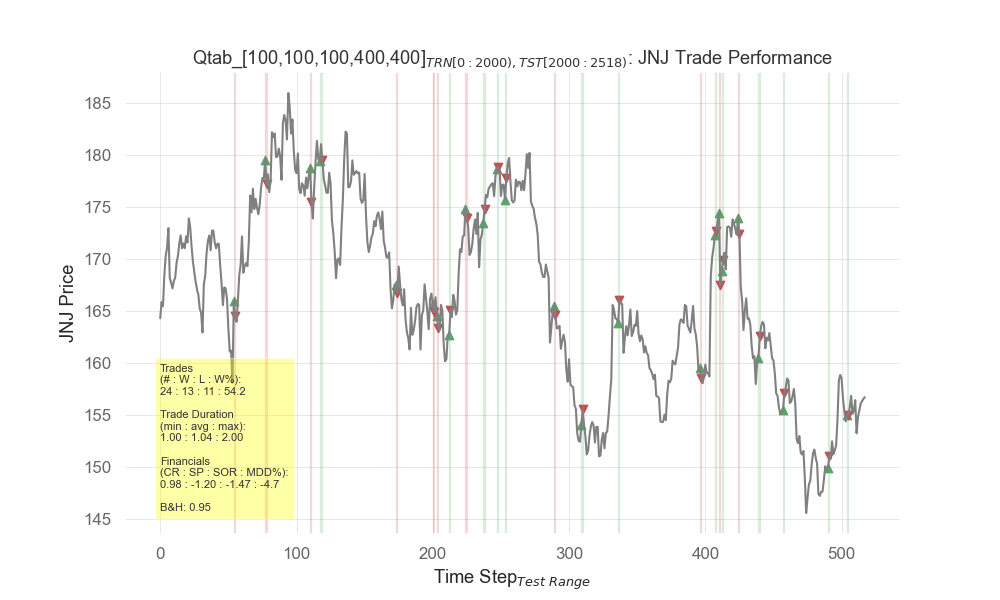 Qtab_[100,100,100,400,400]TRN[0:2000),TST[2000:2518): JNJ Trade Performance
JNJ Price
185
180
175
170
165
160
155
150
145
Trades
(# : W : L : W%):
24 : 13 : 11 : 54.2
Trade Duration
(min : avg : max):
1.00 : 1.04 : 2.00
Financials
(CR : SP : SOR : MDD%):
0.98 : -1.20 : -1.47 : -4.7
B&H: 0.95
0 100 200 300 400 500
Time StepTest Range